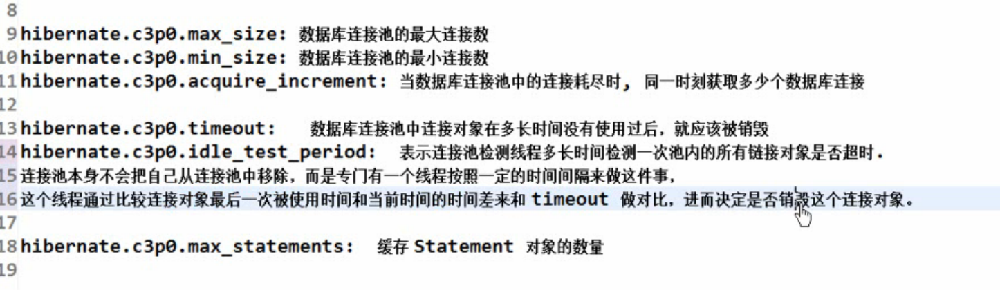 8
9 hibernate.c3p0.max_size: 数据库连接池的最大连接数
10 hibernate.c3p0.min_size: 数据库连接池的最小连接数
11 hibernate.c3p0.acquire_increment: 当数据库连接池中的连接耗尽时, 同一时刻获取多少个数据库连接
12
13 hibernate.c3p0.timeout: 数据库连接池中连接对象在多长时间没有使用过后，就应该被销毁
14 hibernate.c3p0.idle_test_period: 表示连接池检测线程多长时间检测一次池内的所有链接对象是否超时.
15 连接池本身不会把自己从连接池中移除，而是专门有一个线程按照一定的时间间隔来做这件事，
16 这个线程通过比较连接对象最后一次被使用时间和当前时间的时间差来和 timeout 做对比，进而决定是否销毁这个连接对象。
17
18 hibernate.c3p0.max_statements: 缓存 Statement 对象的数量
19